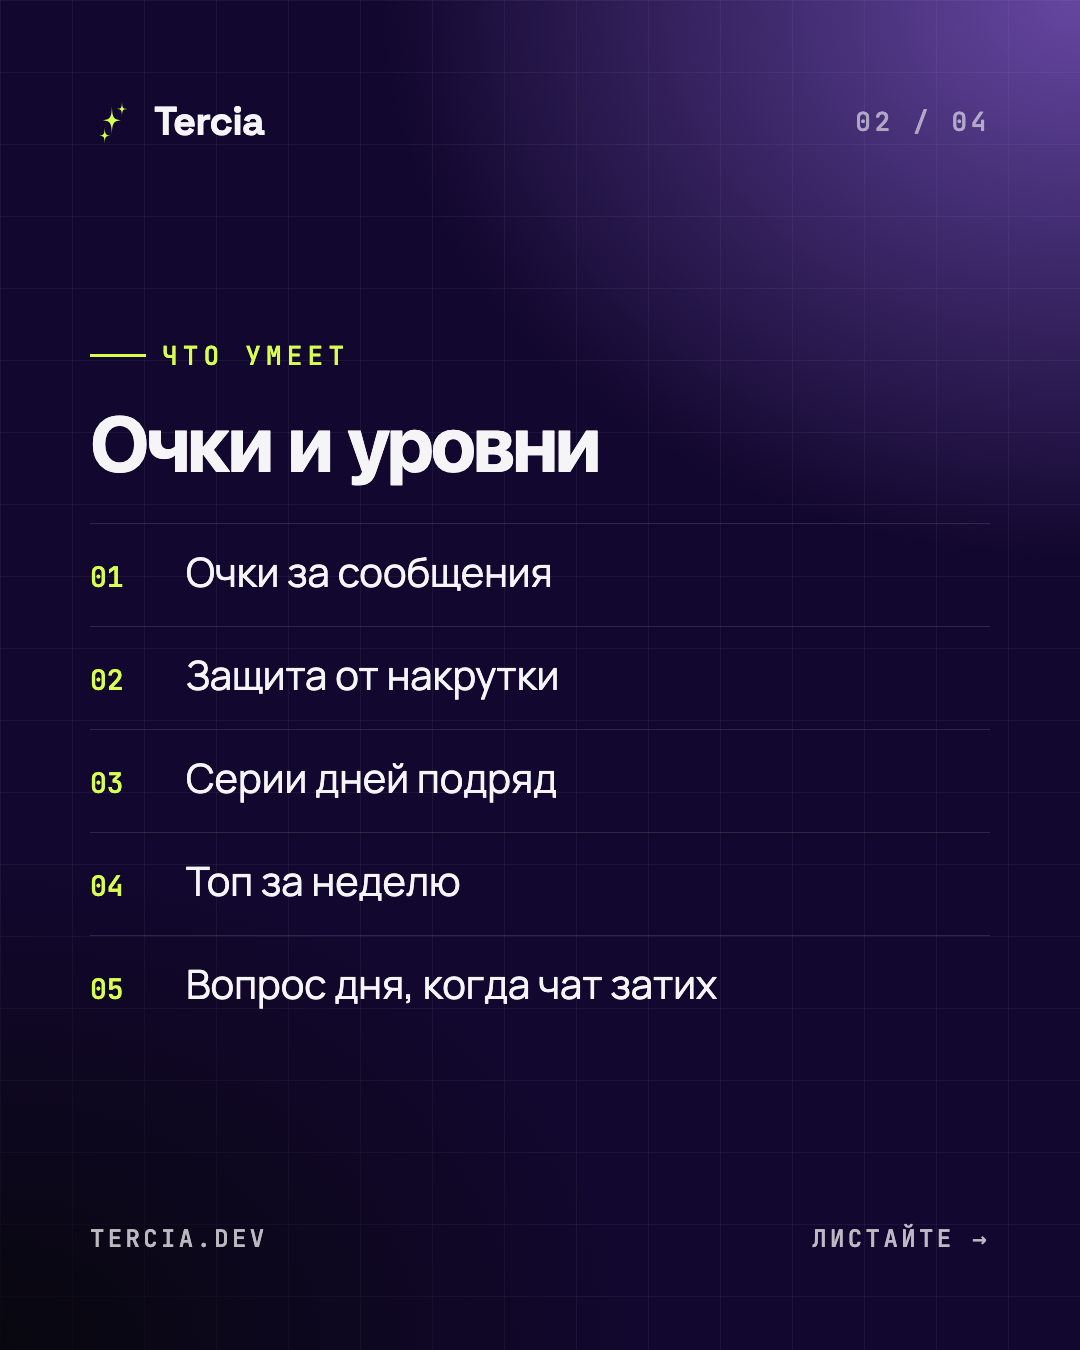 Tercia
02 / 04
ЧТО УМЕЕТ
Очки и уровни
01 Очки за сообщения
02 Защита от накрутки
03 Серии дней подряд
04 Топ за неделю
05 Вопрос дня, когда чат затих
TERCIA.DEV
ЛИСТАЙТЕ →